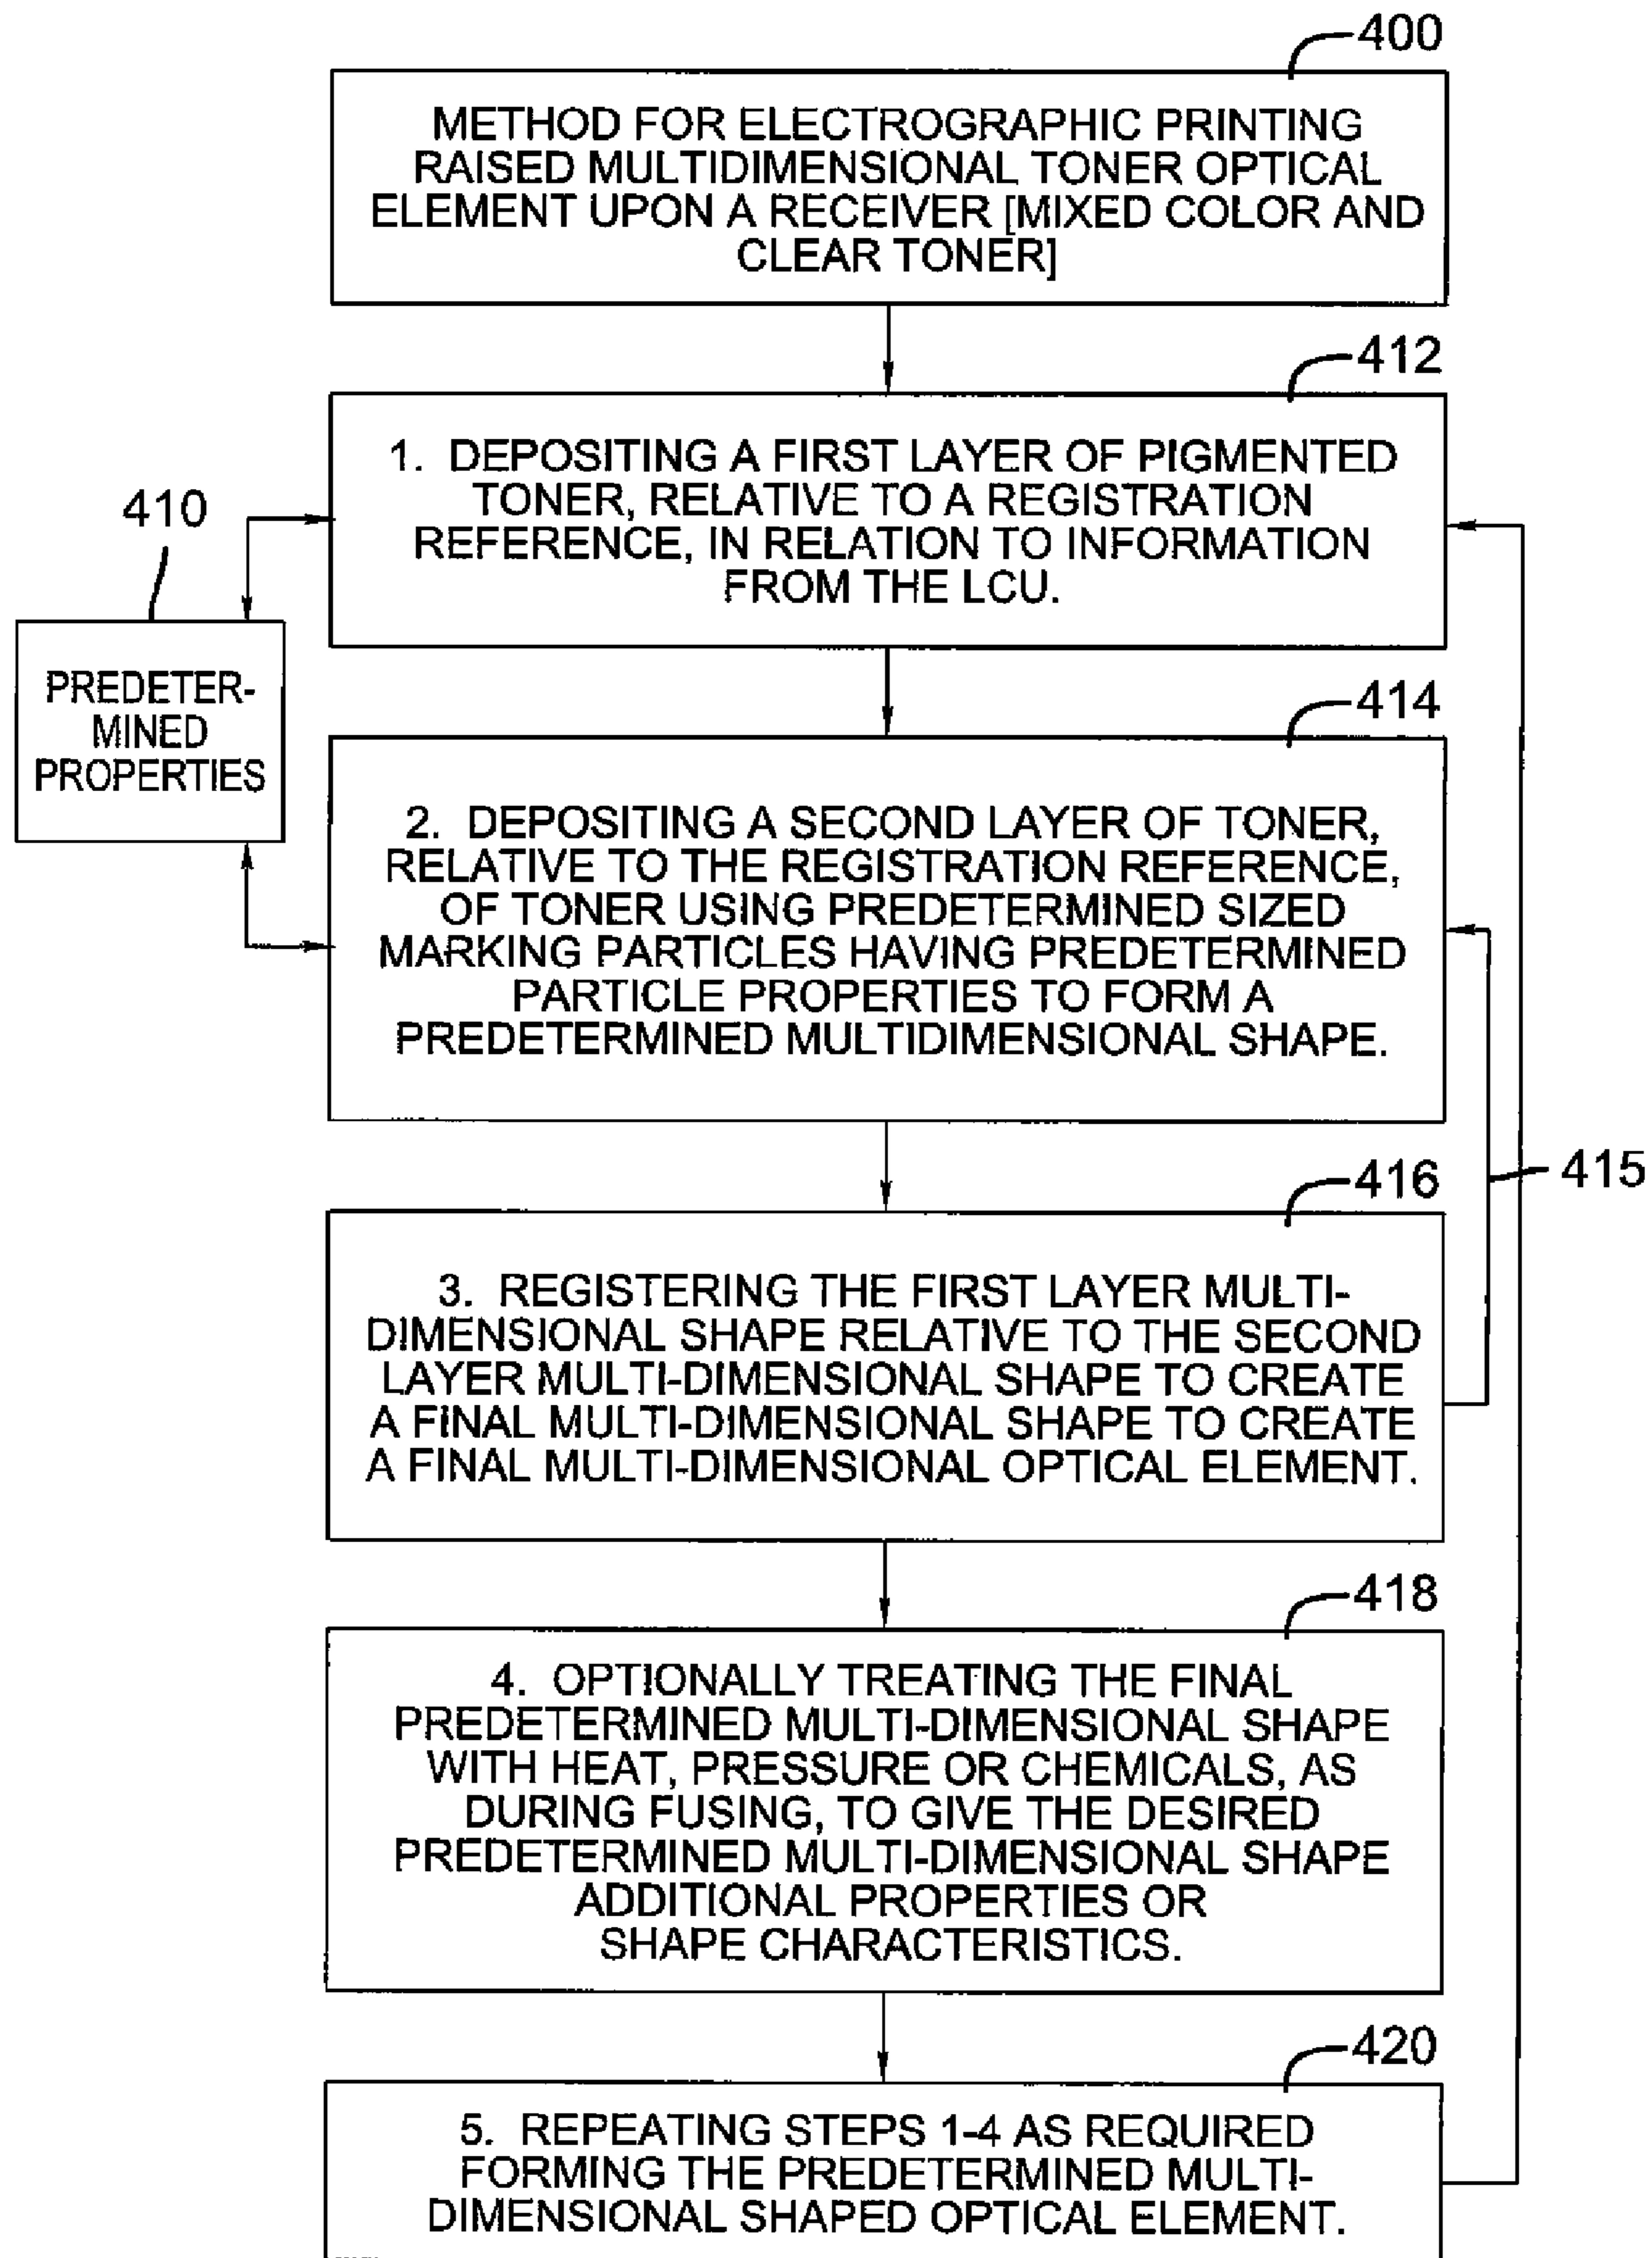 400
METHOD FOR ELECTROGRAPHIC PRINTING
RAISED MULTIDIMENSIONAL TONER OPTICAL
ELEMENT UPON A RECEIVER [MIXED COLOR AND
CLEAR TONER]
412
1. DEPOSITING A FIRST LAYER OF PIGMENTED
TONER, RELATIVE TO A REGISTRATION
REFERENCE, IN RELATION TO INFORMATION
FROM THE LCU.
410
PREDETER-
MINED
PROPERTIES
414
2. DEPOSITING A SECOND LAYER OF TONER,
RELATIVE TO THE REGISTRATION REFERENCE,
OF TONER USING PREDETERMINED SIZED
MARKING PARTICLES HAVING PREDETERMINED
PARTICLE PROPERTIES TO FORM A
PREDETERMINED MULTIDIMENSIONAL SHAPE.
415
416
3. REGISTERING THE FIRST LAYER MULTI-
DIMENSIONAL SHAPE RELATIVE TO THE SECOND
LAYER MULTI-DIMENSIONAL SHAPE TO CREATE
A FINAL MULTI-DIMENSIONAL SHAPE TO CREATE
A FINAL MULTI-DIMENSIONAL OPTICAL ELEMENT.
418
4. OPTIONALLY TREATING THE FINAL
PREDETERMINED MULTI-DIMENSIONAL SHAPE
WITH HEAT, PRESSURE OR CHEMICALS, AS
DURING FUSING, TO GIVE THE DESIRED
PREDETERMINED MULTI-DIMENSIONAL SHAPE
ADDITIONAL PROPERTIES OR
SHAPE CHARACTERISTICS.
420
5. REPEATING STEPS 1-4 AS REQUIRED
FORMING THE PREDETERMINED MULTI-
DIMENSIONAL SHAPED OPTICAL ELEMENT.